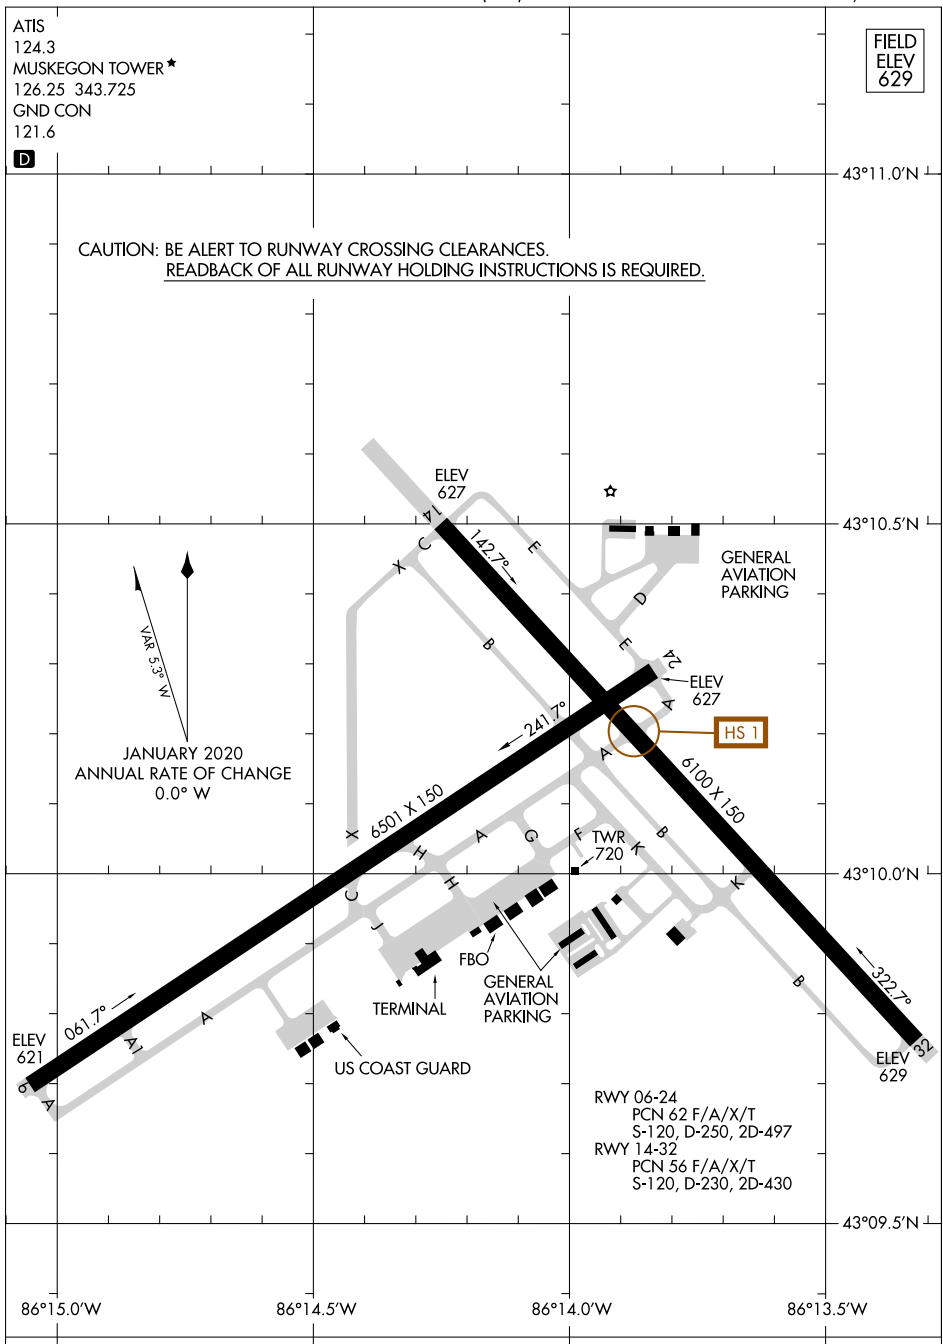 ATIS
124.3
MUSKEGON TOWER★
126.25 343.725
GND CON
121.6
D
FIELD
ELEV
629
43°11.0'N
CAUTION: BE ALERT TO RUNWAY CROSSING CLEARANCES.
READBACK OF ALL RUNWAY HOLDING INSTRUCTIONS IS REQUIRED.
ELEV
627
14
43°10.5'N
C
X
142.7°
E
GENERAL
AVIATION
PARKING
D
B
E
VAR 5.3° W
24
ELEV
627
A
241.7°
HS 1
A
JANUARY 2020
ANNUAL RATE OF CHANGE
0.0° W
6100 X 150
6501 X 150
X
H
A
G
F
K
B
TWR
720
43°10.0'N
H
K
C
J
FBO
GENERAL
AVIATION
PARKING
TERMINAL
B
322.7°
061.7°
A
A1
ELEV
621
6
A
US COAST GUARD
32
ELEV
629
RWY 06-24
PCN 62 F/A/X/T
S-120, D-250, 2D-497
RWY 14-32
PCN 56 F/A/X/T
S-120, D-230, 2D-430
43°09.5'N
86°15.0'W
86°14.5'W
86°14.0'W
86°13.5'W